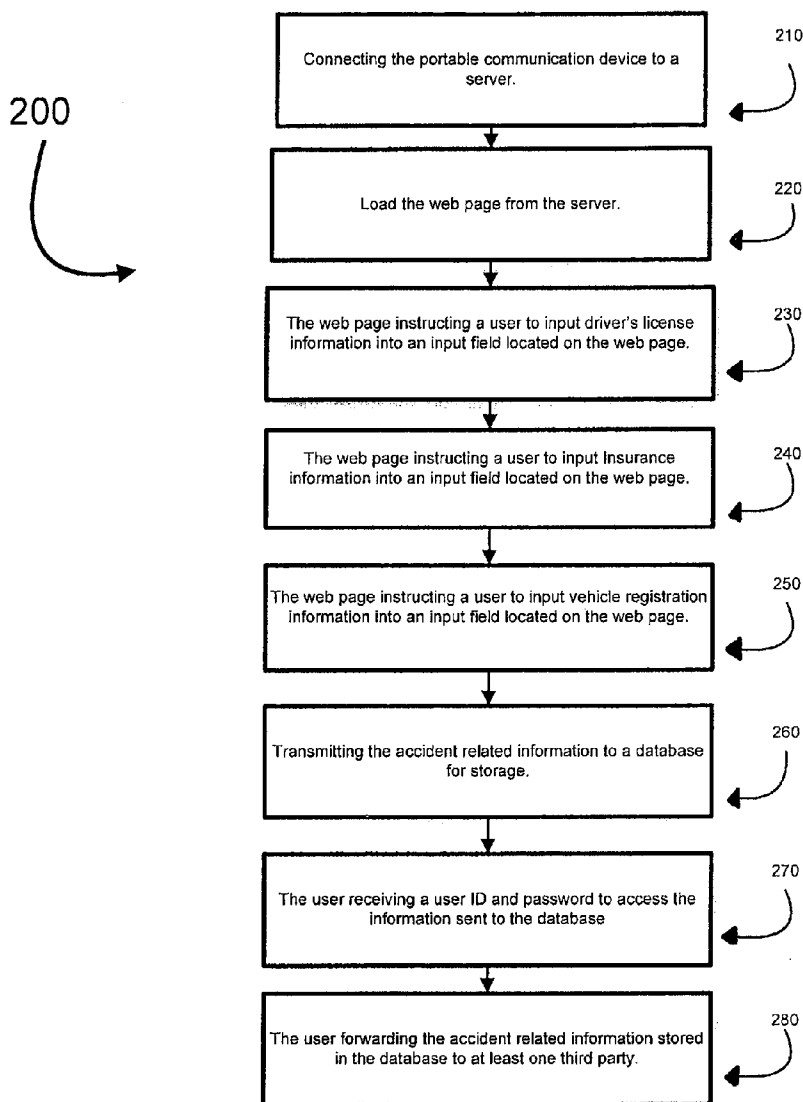 210
Connecting the portable communication device to a
server.
200
220
Load the web page from the server.
230
The web page instructing a user to input driver's license
information into an input field located on the web page.
240
The web page instructing a user to input Insurance
information into an input field located on the web page.
250
The web page instructing a user to input vehicle registration
information into an input field located on the web page.
260
Transmitting the accident related information to a database
for storage.
270
The user receiving a user ID and password to access the
information sent to the database
280
The user forwarding the accident related information stored
in the database to at least one third party.